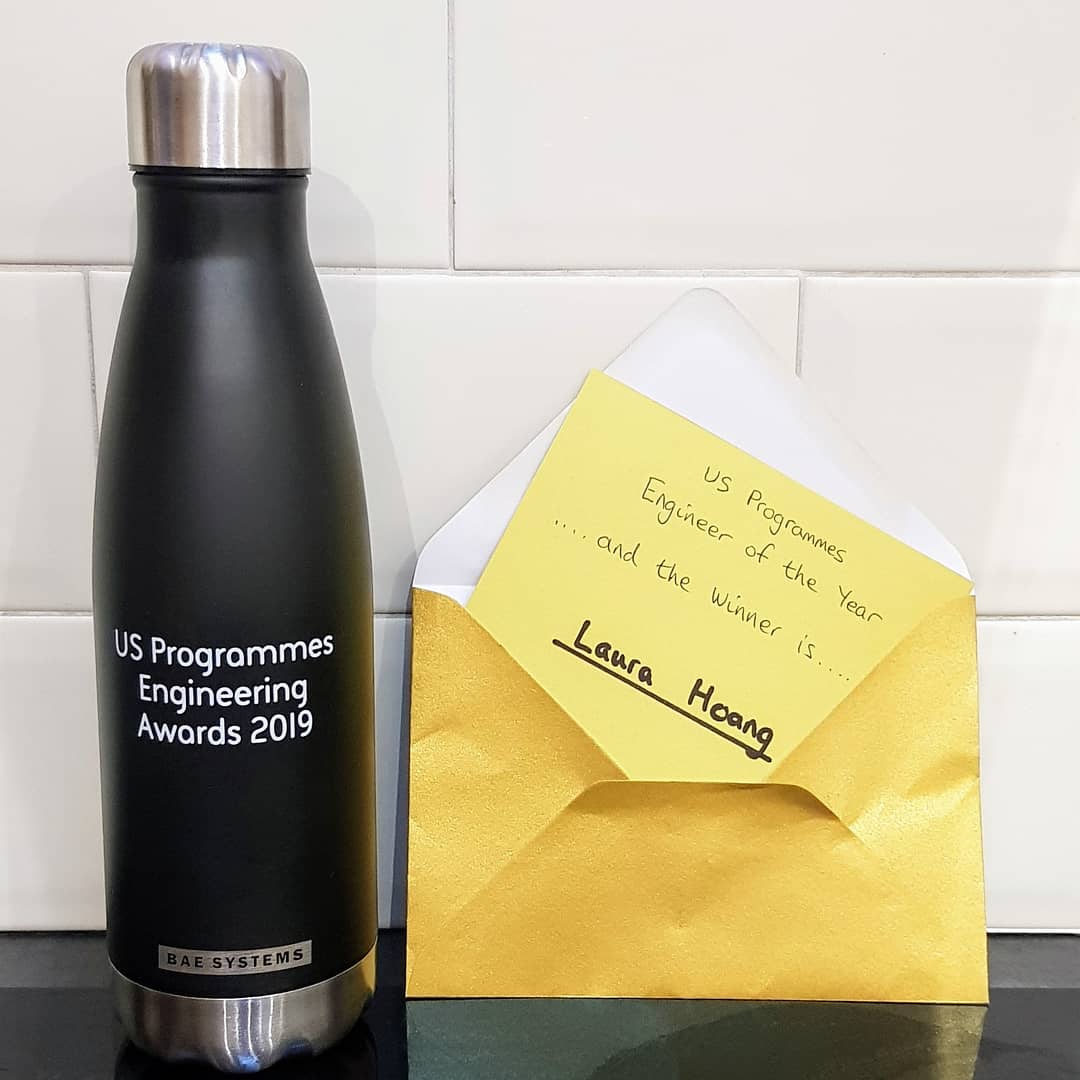 US Programmes
Engineering
Awards 2019
BAE SYSTEMS
US Programmes
Engineer of the Year
.... and the winner is....
Laura Hoang